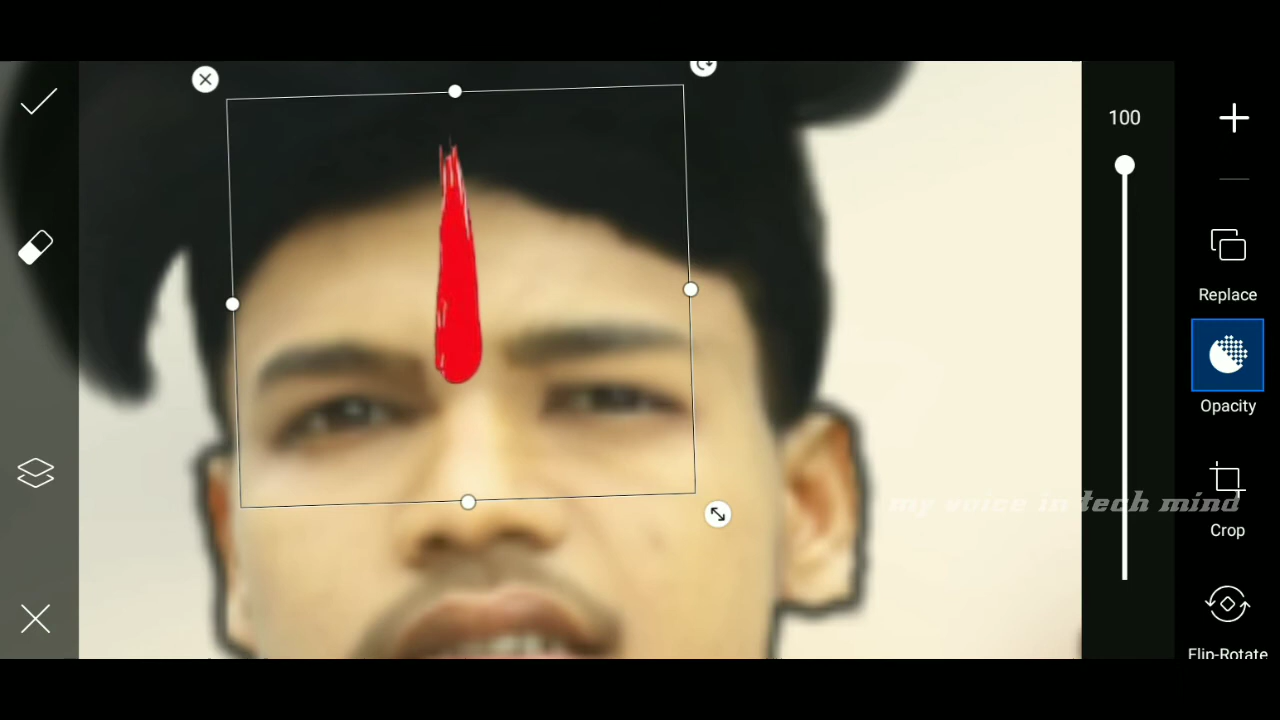 100
Replace
Opacity
my voice in tech mind
Crop
Flip-Rotate